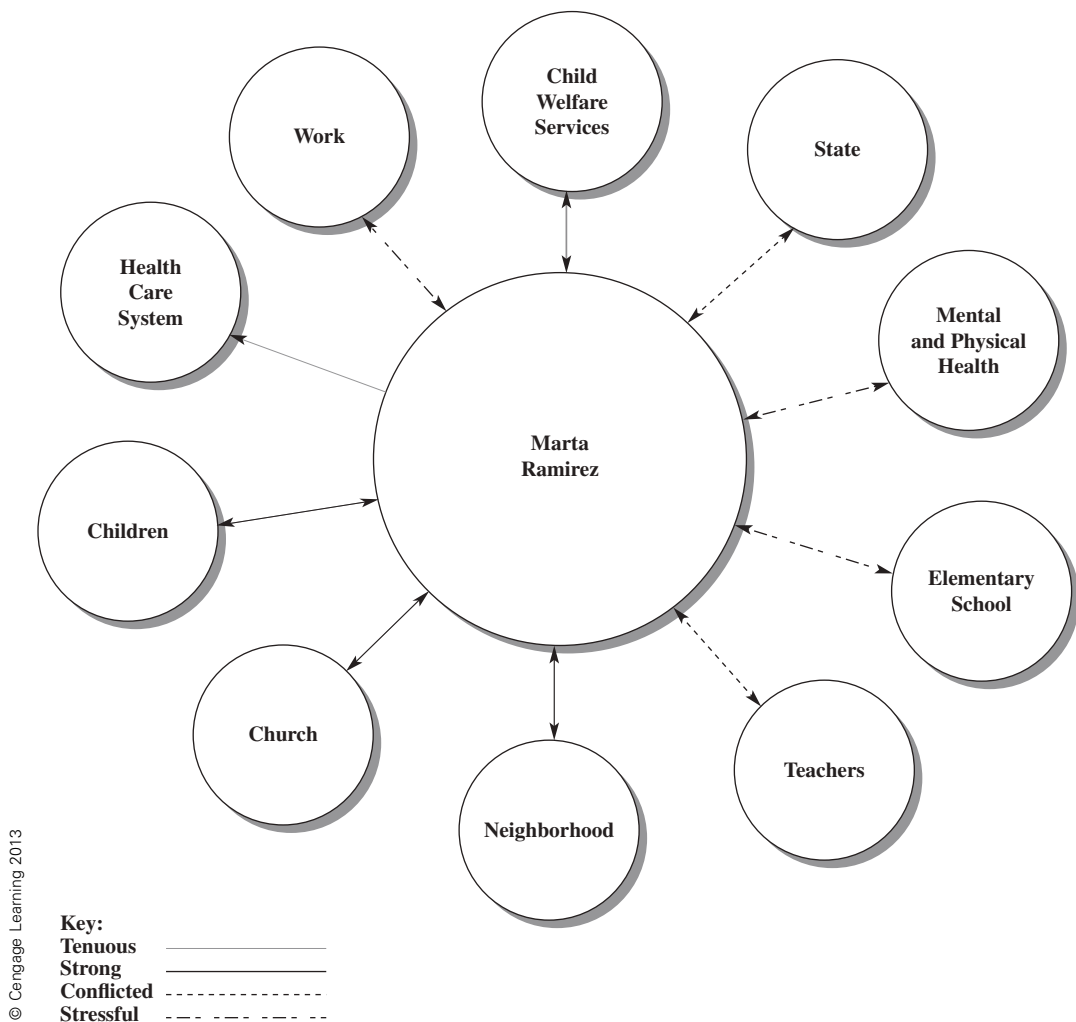 Child
Welfare
Services
Work
State
Health
Care
System
Mental
and Physical
Health
Marta
Ramirez
Children
Elementary
School
Church
Teachers
Neighborhood
Key:
Tenuous
Strong
Conflicted
Stressful
© Cengage Learning 2013